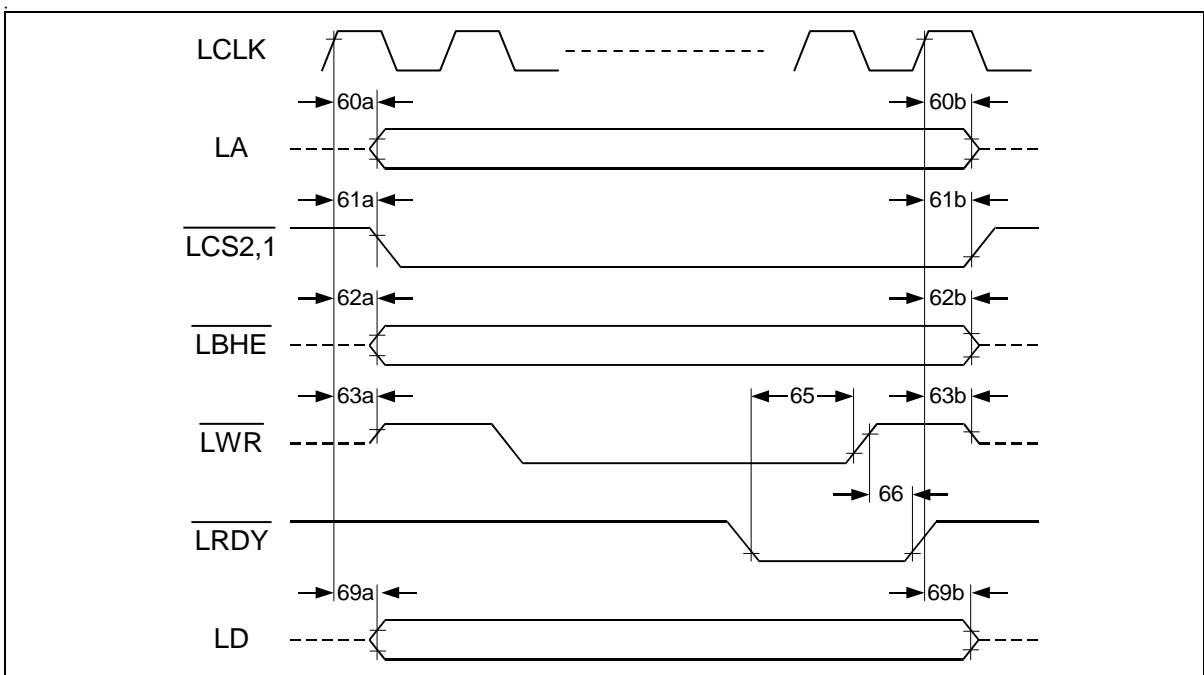 LCLK
60a 60b
LA
61a 61b
LCS2,1
62a 62b
LBHE
63a 65 63b
LWR
66
LRDY
69a 69b
LD